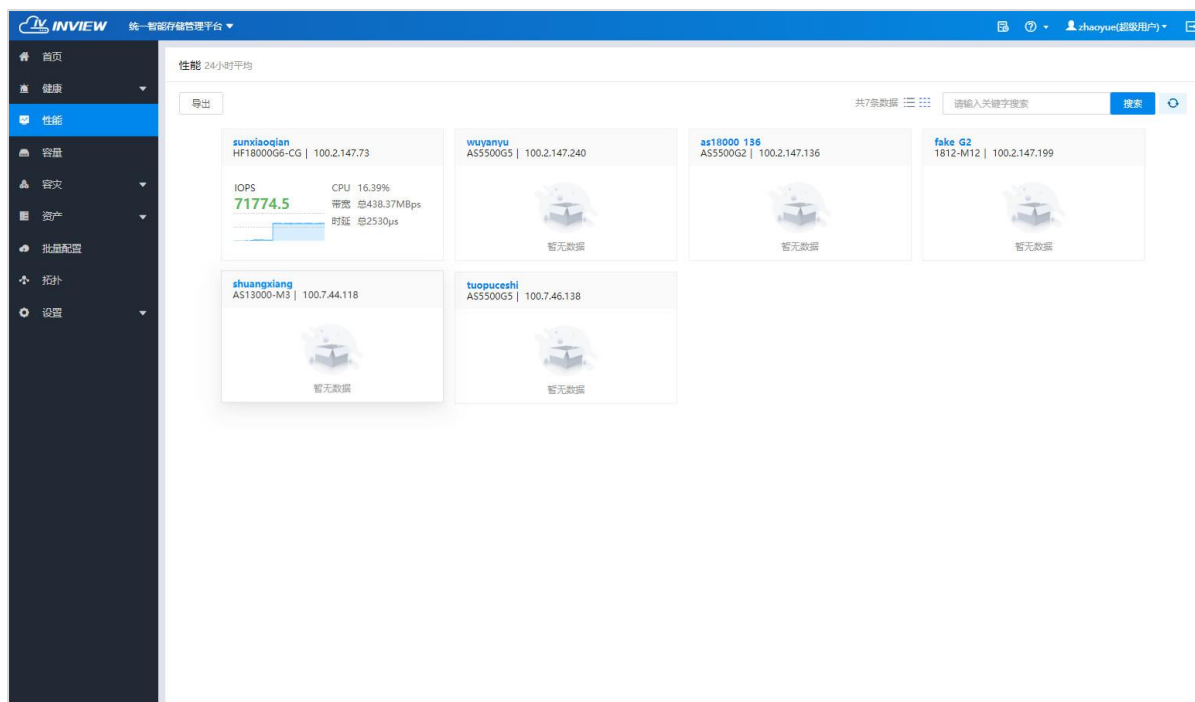 INVIEW 统一智能存储管理平台
zhaoyue(超级用户)
首页
健康
性能
容量
容灾
资产
批量配置
拓扑
设置
性能 24小时平均
导出
共7条数据
请输入关键字搜索
搜索
sunxiaoqian
HF18000G6-CG | 100.2.147.73
IOPS
71774.5
CPU 16.39%
带宽 总438.37MBps
时延 总2530μs
wuyanyu
AS5500G5 | 100.2.147.240
暂无数据
as18000_136
AS5500G2 | 100.2.147.136
暂无数据
fake_G2
1812-M12 | 100.2.147.199
暂无数据
shuangxiang
AS13000-M3 | 100.7.44.118
暂无数据
tuopuceshi
AS5500G5 | 100.7.46.138
暂无数据